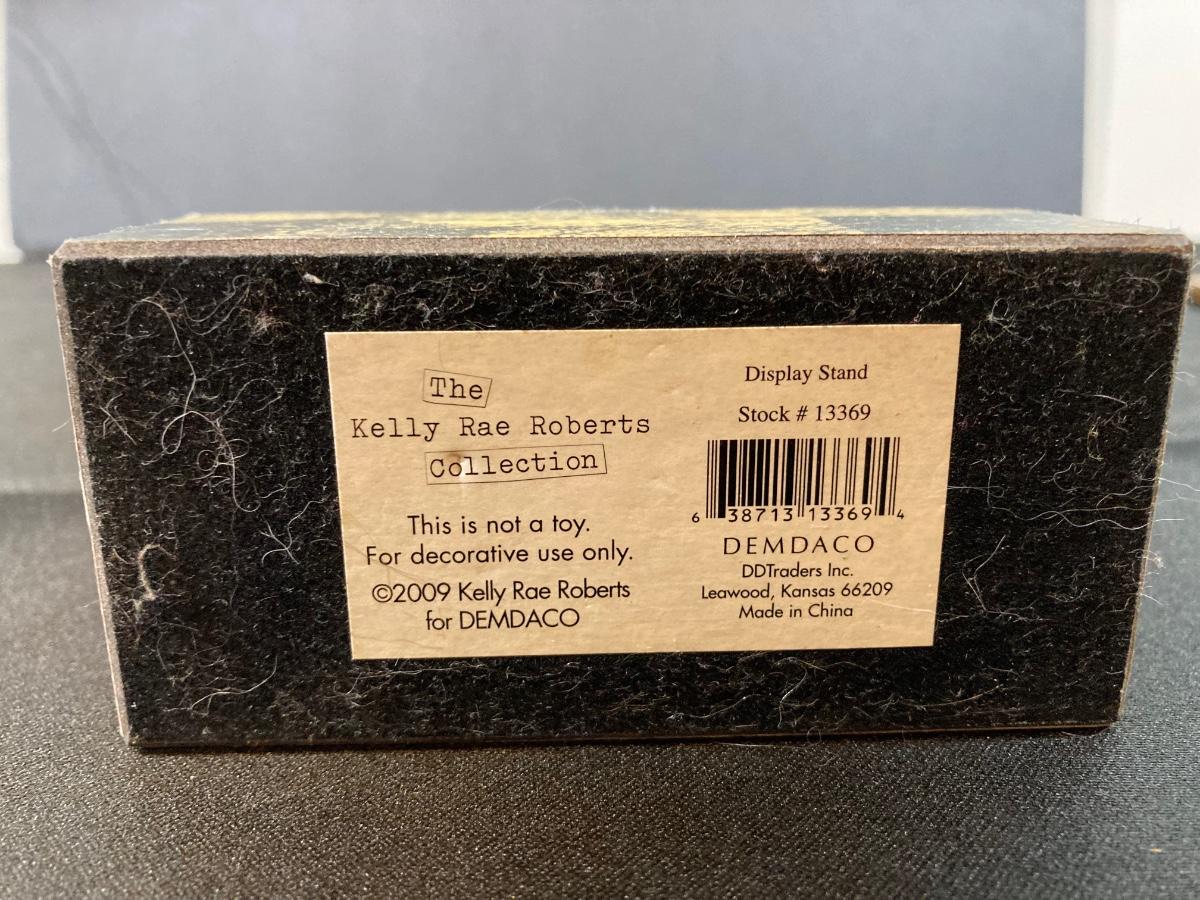 The
Kelly Rae Roberts
Collection
This is not a toy.
For decorative use only.
©2009 Kelly Rae Roberts
for DEMDACO
Display Stand
Stock # 13369
6 38713 13369 4
DEMDACO
DDTraders Inc.
Leawood, Kansas 66209
Made in China